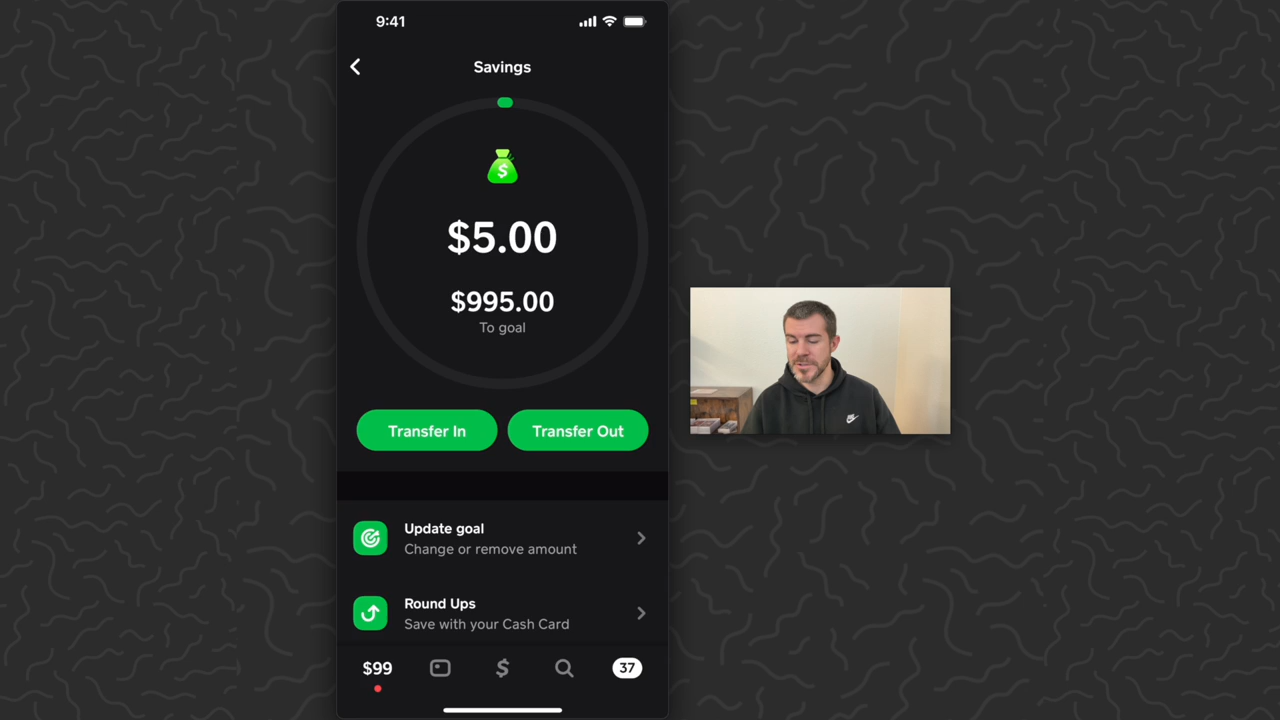 9:41
Savings
$
$5.00
$995.00
To goal
Transfer In
Transfer Out
Update goal
Change or remove amount
Round Ups
Save with your Cash Card
$99
$
37